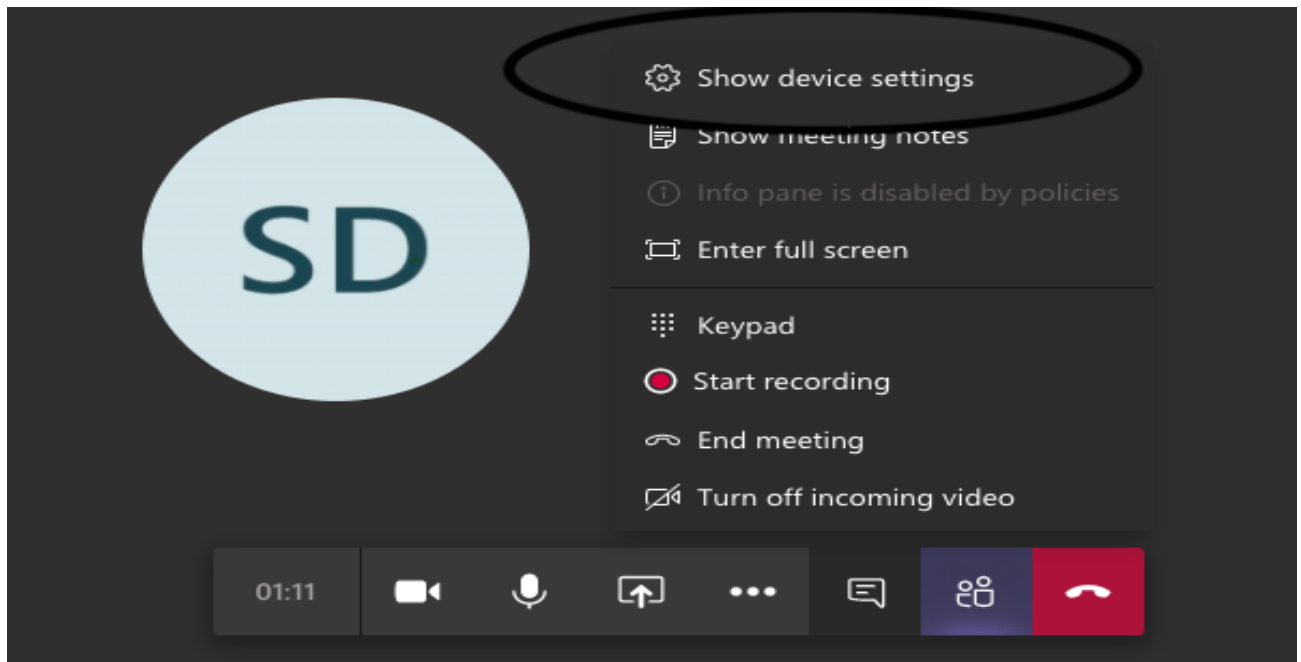 Show device settings
SD
Show meeting notes
Info pane is disabled by policies
Enter full screen
Keypad
Start recording
End meeting
Turn off incoming video
01:11